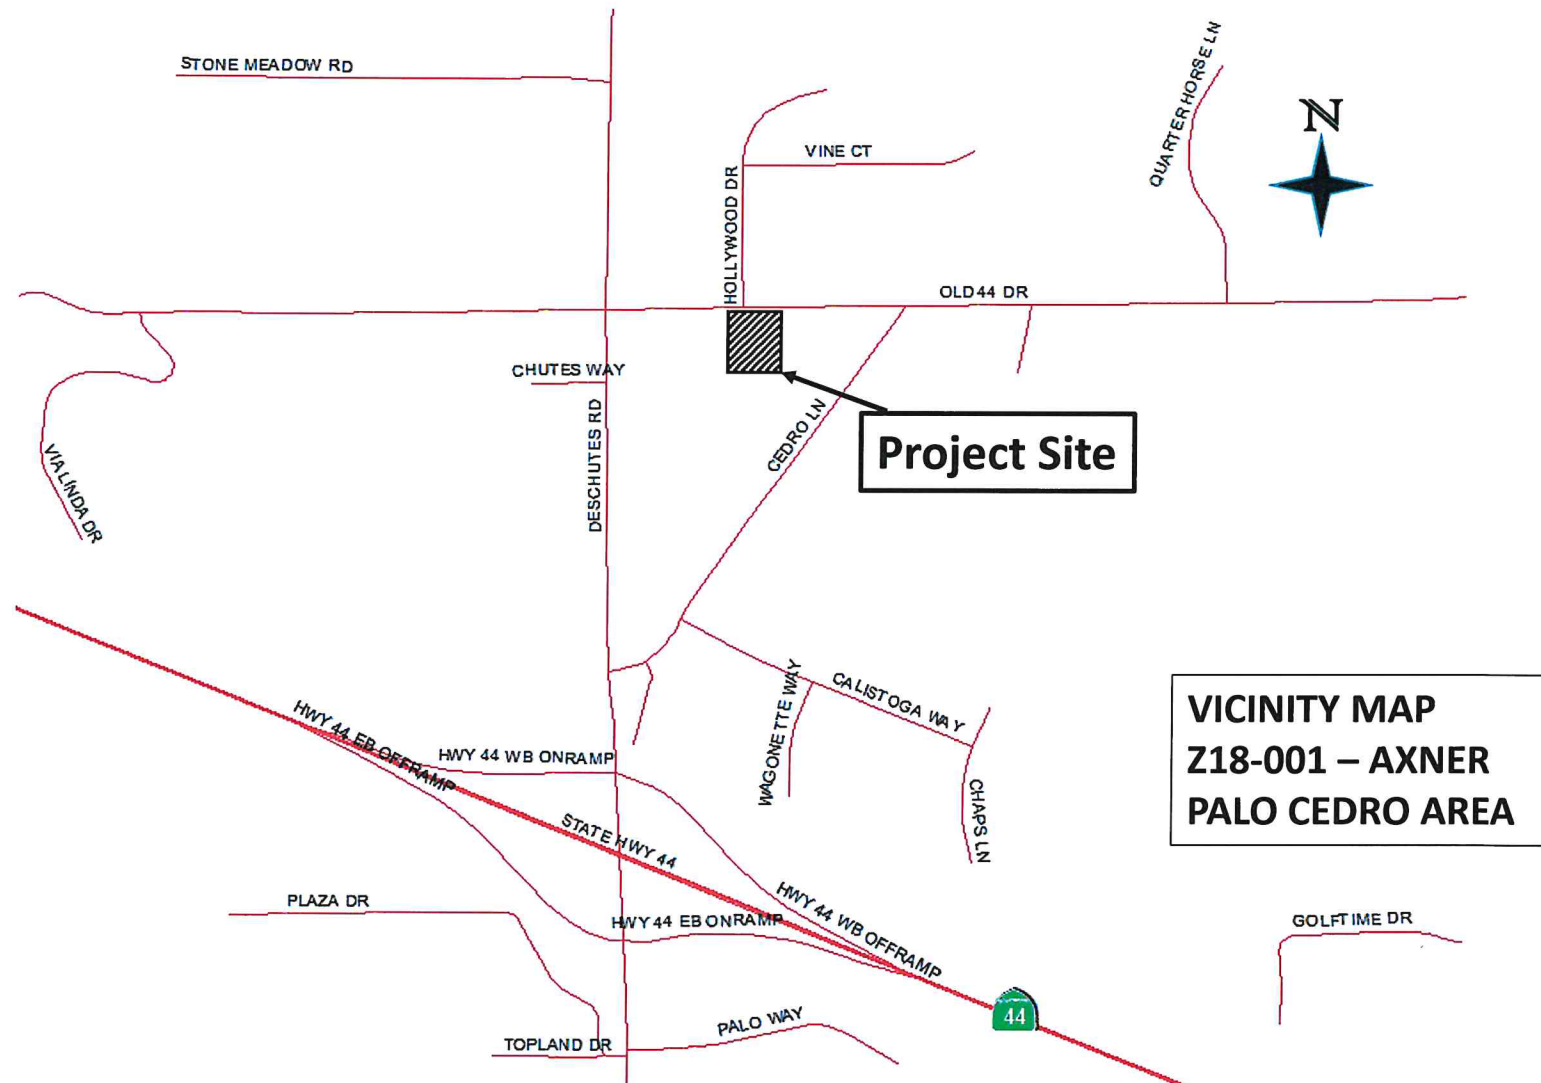 STONE MEADOW RD
QUARTER HORSE LN
N
VINE CT
HOLLYWOOD DR
OLD 44 DR
CHUTES WAY
DESCHUTES RD
CEDRO LN
Project Site
VIA LINDA DR
WAGONETTE WAY
CALISTOGA WAY
CHAPS LN
VICINITY MAP
Z18-001 – AXNER
PALO CEDRO AREA
HWY 44 EB OFFRAMP
HWY 44 WB ONRAMP
STATE HWY 44
PLAZA DR
HWY 44 EB ONRAMP
HWY 44 WB OFFRAMP
GOLFTIME DR
44
PALO WAY
TOPLAND DR